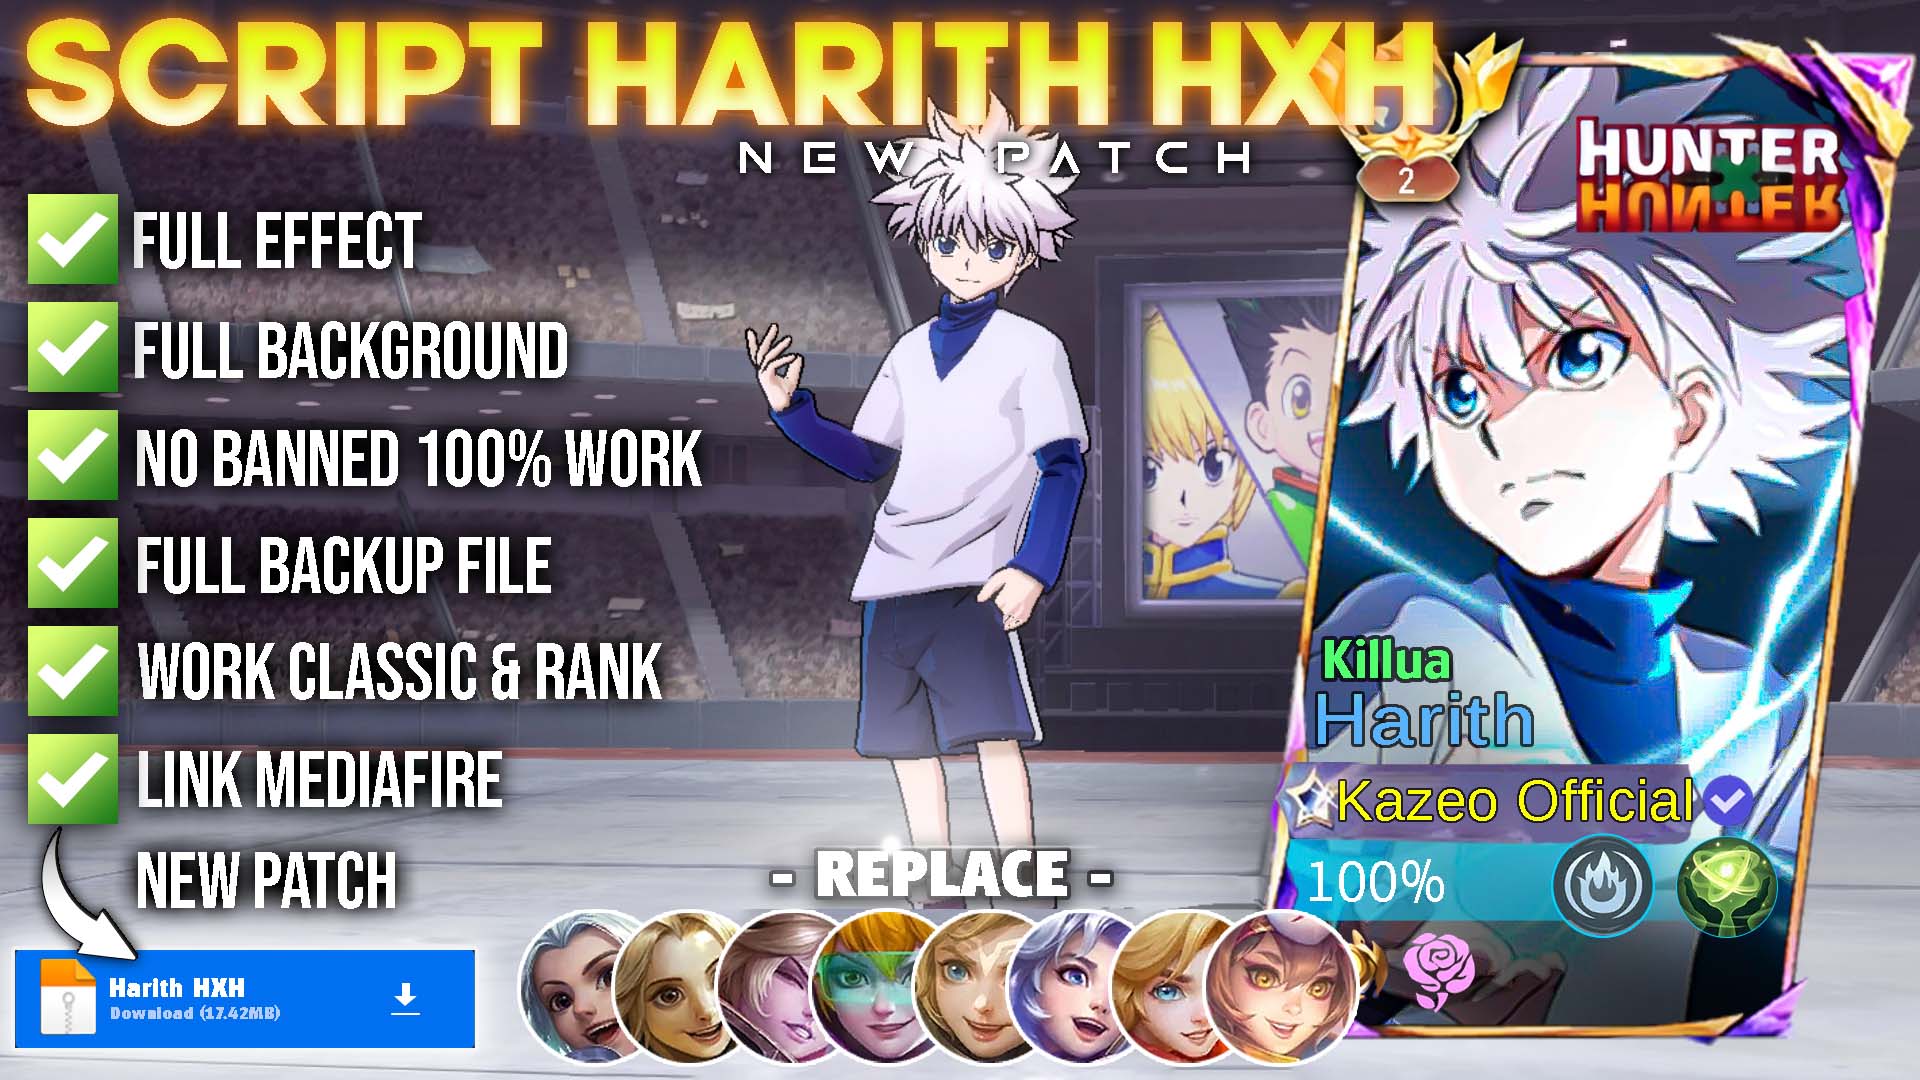 SCRIPT HARITH HXH
NEW PATCH
FULL EFFECT
FULL BACKGROUND
NO BANNED 100% WORK
FULL BACKUP FILE
WORK CLASSIC & RANK
LINK MEDIAFIRE
NEW PATCH
Harith HXH
Download (17.42MB)
- REPLACE -
2
HUNTER
HUNTER
Killua
Harith
Kazeo Official
100%